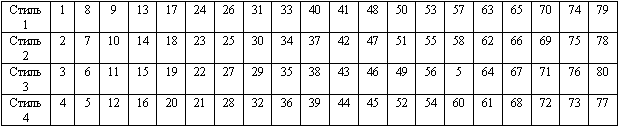 Стиль 1 1 8 9 13 17 24 26 31 33 40 41 48 50 53 57 63 65 70 74 79
Стиль 2 2 7 10 14 18 23 25 30 34 37 42 47 51 55 58 62 66 69 75 78
Стиль 3 3 6 11 15 19 22 27 29 35 38 43 46 49 56 5 64 67 71 76 80
Стиль 4 4 5 12 16 20 21 28 32 36 39 44 45 52 54 60 61 68 72 73 77